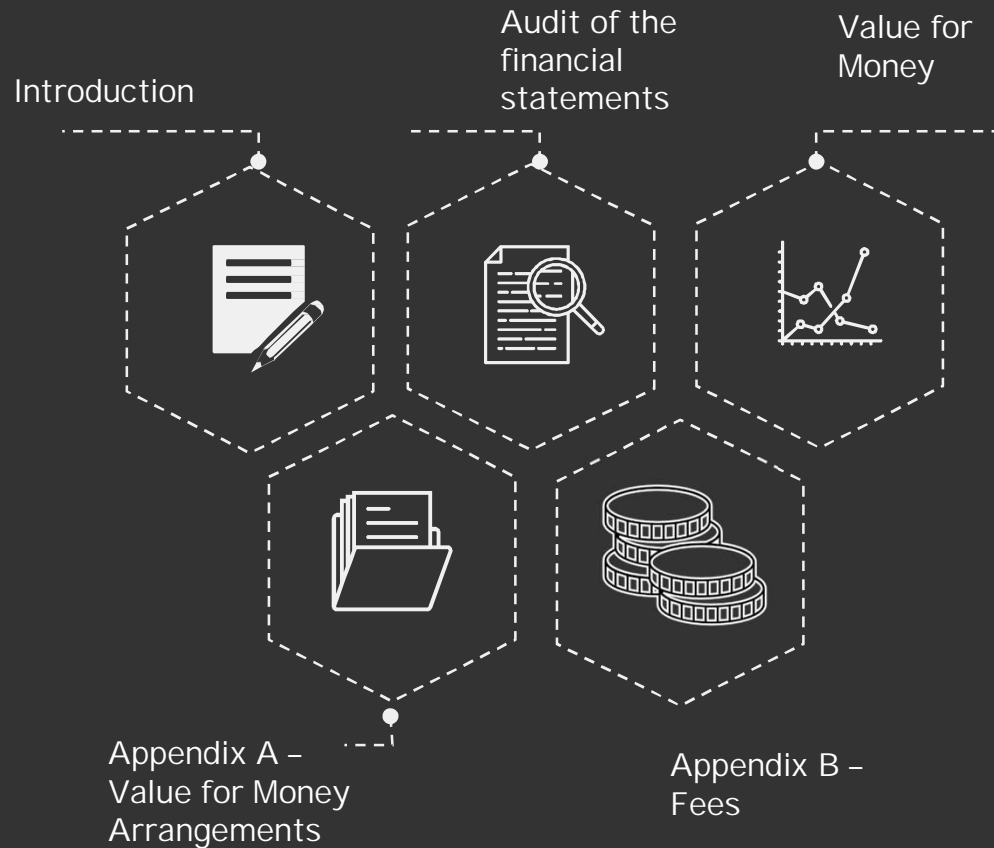 Introduction
Audit of the
financial
statements
Value for
Money
Appendix A –
Value for Money
Arrangements
Appendix B –
Fees